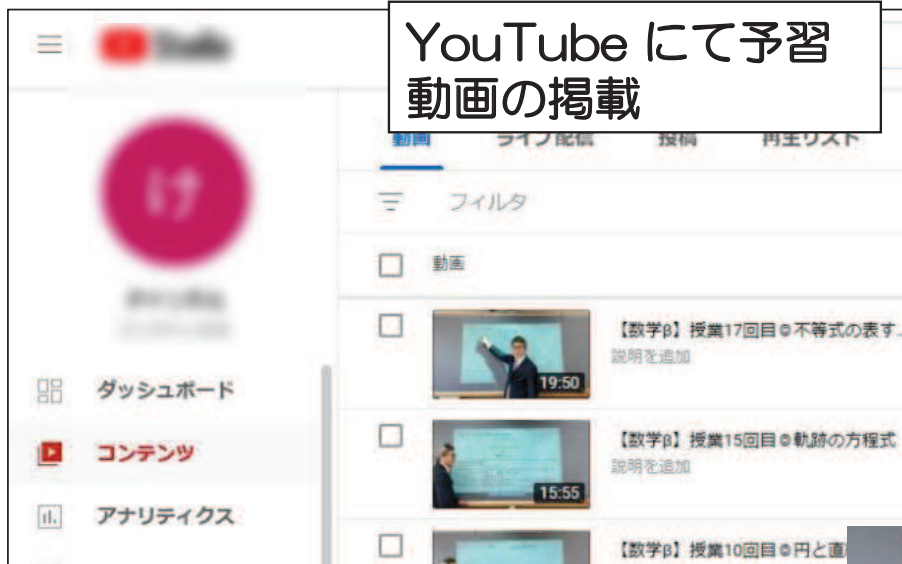 YouTube にて予習
動画の掲載
け
動画 ライブ配信 投稿 再生リスト
フィルタ
動画
【数学β】授業17回目◎不等式の表す...
説明を追加
19:50
ダッシュボード
【数学β】授業15回目◎軌跡の方程式
説明を追加
15:55
コンテンツ
アナリティクス
【数学β】授業10回目◎円と直